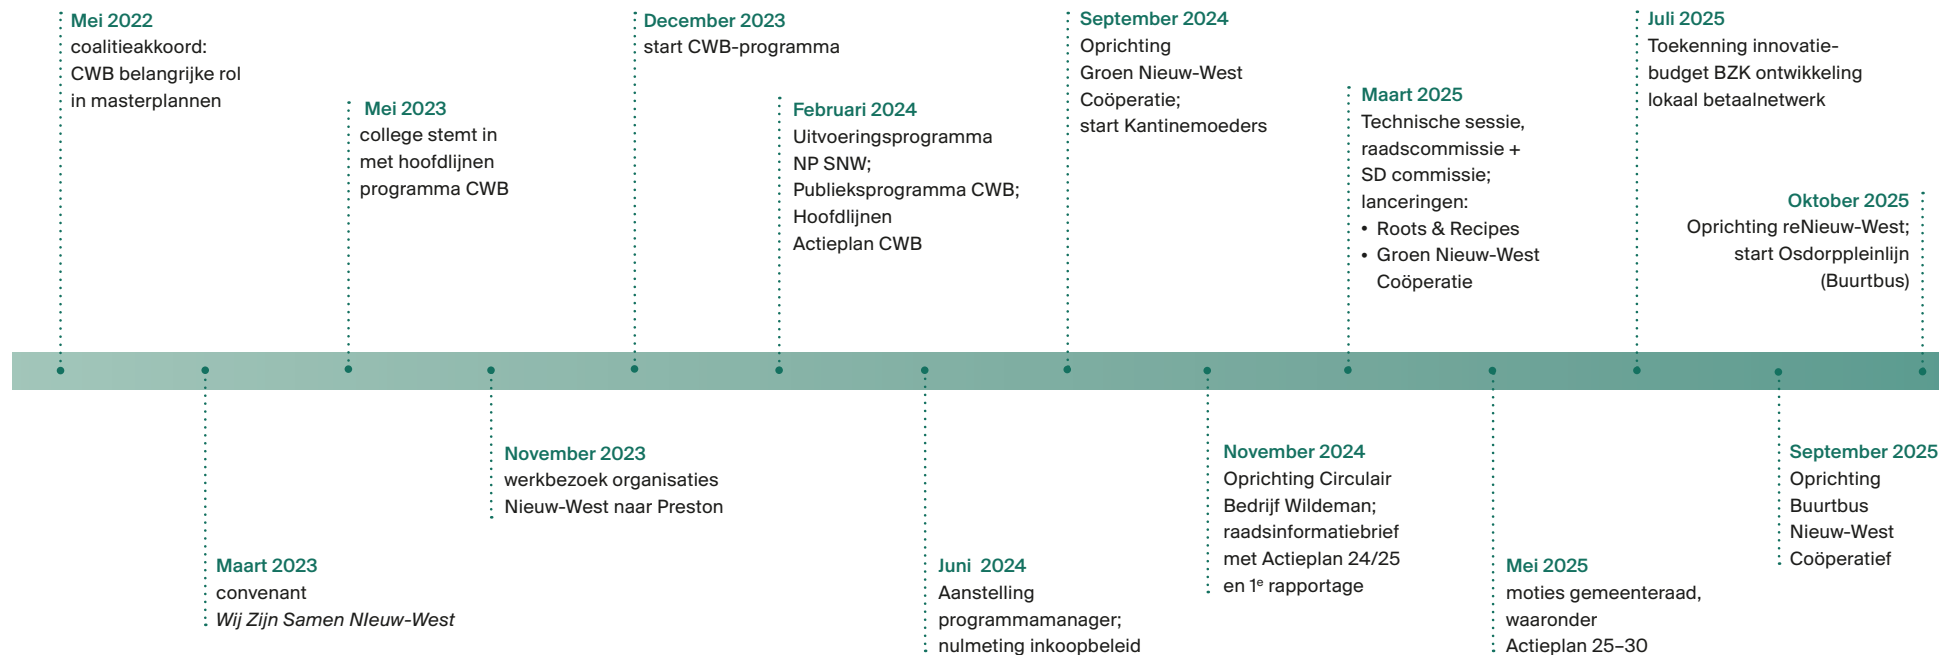 Mei 2022
coalitieakkoord:
CWB belangrijke rol
in masterplannen
Maart 2023
convenant
Wij Zijn Samen NIeuw-West
Mei 2023
college stemt in
met hoofdlijnen
programma CWB
November 2023
werkbezoek organisaties
Nieuw-West naar Preston
December 2023
start CWB-programma
Februari 2024
Uitvoeringsprogramma
NP SNW;
Publieksprogramma CWB;
Hoofdlijnen
Actieplan CWB
Juni 2024
Aanstelling
programmamanager;
nulmeting inkoopbeleid
September 2024
Oprichting
Groen Nieuw-West
Coöperatie;
start Kantinemoeders
November 2024
Oprichting Circulair
Bedrijf Wildeman;
raadsinformatiebrief
met Actieplan 24/25
en 1e rapportage
Maart 2025
Technische sessie,
raadscommissie +
SD commissie;
lanceringen:
• Roots & Recipes
• Groen Nieuw-West
Coöperatie
Mei 2025
moties gemeenteraad,
waaronder
Actieplan 25–30
Juli 2025
Toekenning innovatie-
budget BZK ontwikkeling
lokaal betaalnetwerk
September 2025
Oprichting
Buurtbus
Nieuw-West
Coöperatief
Oktober 2025
Oprichting reNieuw-West;
start Osdorppleinlijn
(Buurtbus)